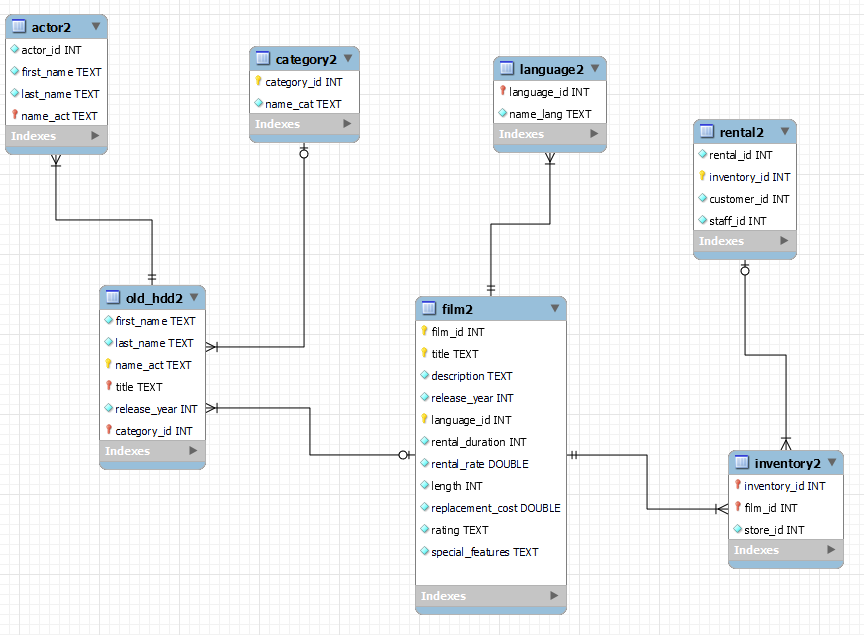 actor2
actor_id INT
first_name TEXT
last_name TEXT
name_act TEXT
Indexes
category2
category_id INT
name_cat TEXT
Indexes
language2
language_id INT
name_lang TEXT
Indexes
rental2
rental_id INT
inventory_id INT
customer_id INT
staff_id INT
Indexes
old_hdd2
first_name TEXT
last_name TEXT
name_act TEXT
title TEXT
release_year INT
category_id INT
Indexes
film2
film_id INT
title TEXT
description TEXT
release_year INT
language_id INT
rental_duration INT
rental_rate DOUBLE
length INT
replacement_cost DOUBLE
rating TEXT
special_features TEXT
Indexes
inventory2
inventory_id INT
film_id INT
store_id INT
Indexes